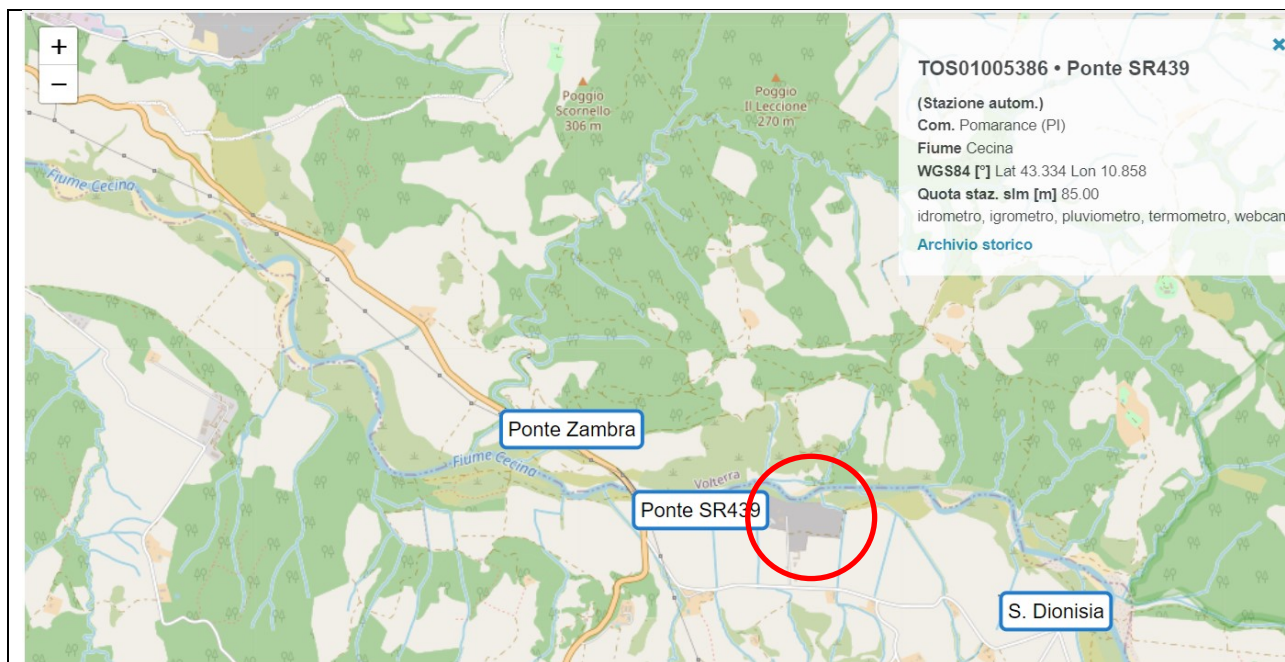 +
−
TOS01005386 • Ponte SR439
(Stazione autom.)
Com. Pomarance (PI)
Fiume Cecina
WGS84 [°] Lat 43.334 Lon 10.858
Quota staz. slm [m] 85.00
idrometro, igrometro, pluviometro, termometro, webcam
Archivio storico
Poggio
Scornello
306 m
Poggio
Il Leccione
270 m
Fiume Cecina
Ponte Zambra
Fiume Cecina
Volterra
Ponte SR439
S. Dionisia